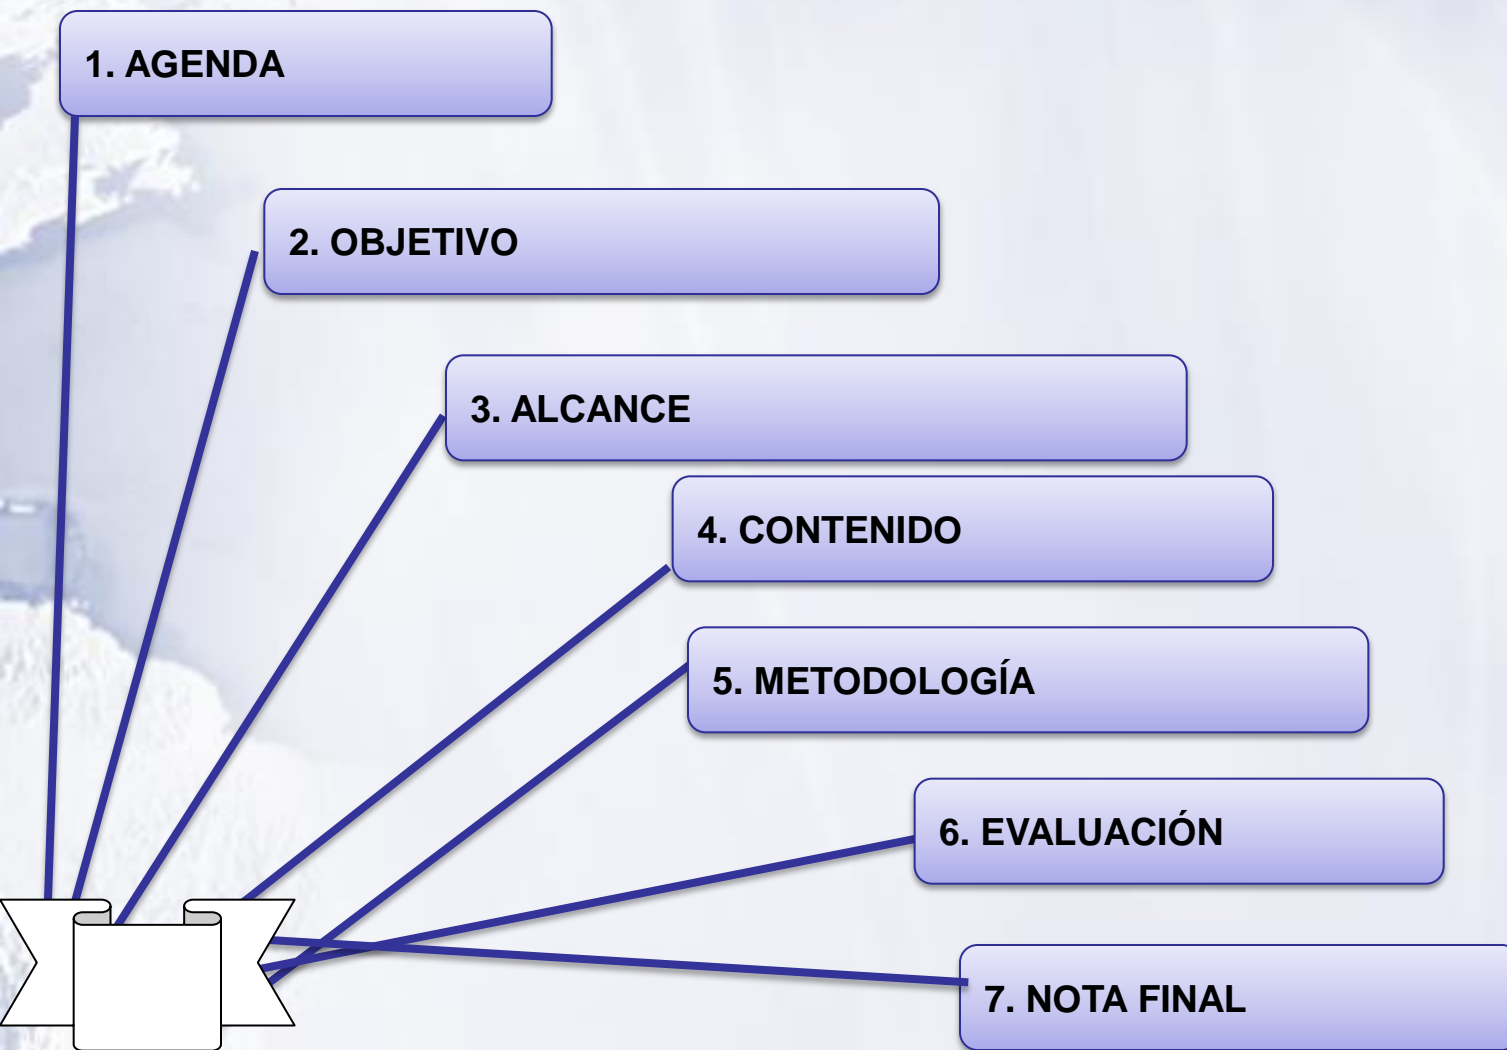 1. AGENDA
2. OBJETIVO
3. ALCANCE
4. CONTENIDO
5. METODOLOGÍA
6. EVALUACIÓN
7. NOTA FINAL